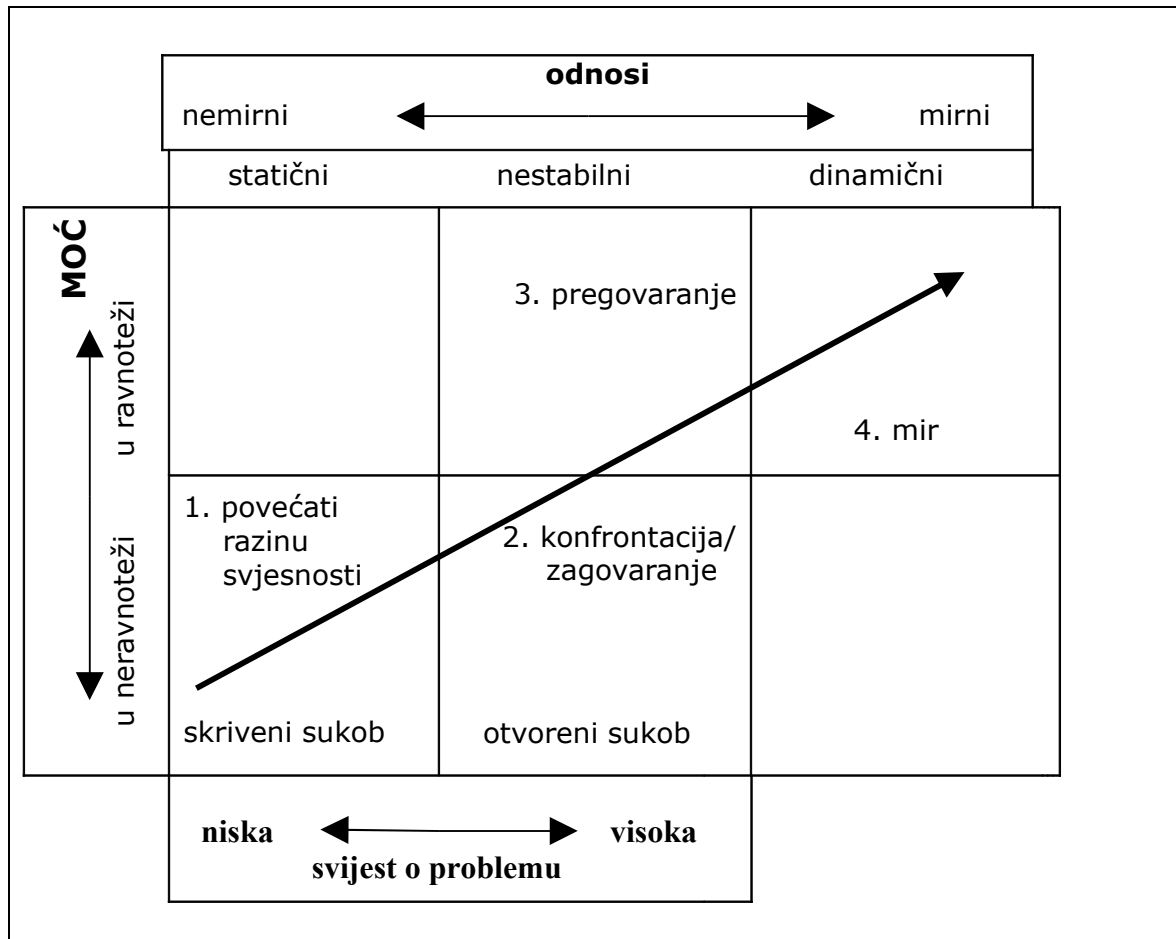 odnosi
nemirni mirni
statični nestabilni dinamični
MOĆ
u ravnoteži
u neravnoteži
3. pregovaranje
4. mir
1. povećati
razinu
svjesnosti
2. konfrontacija/
zagovaranje
skriveni sukob
otvoreni sukob
niska visoka
svijest o problemu